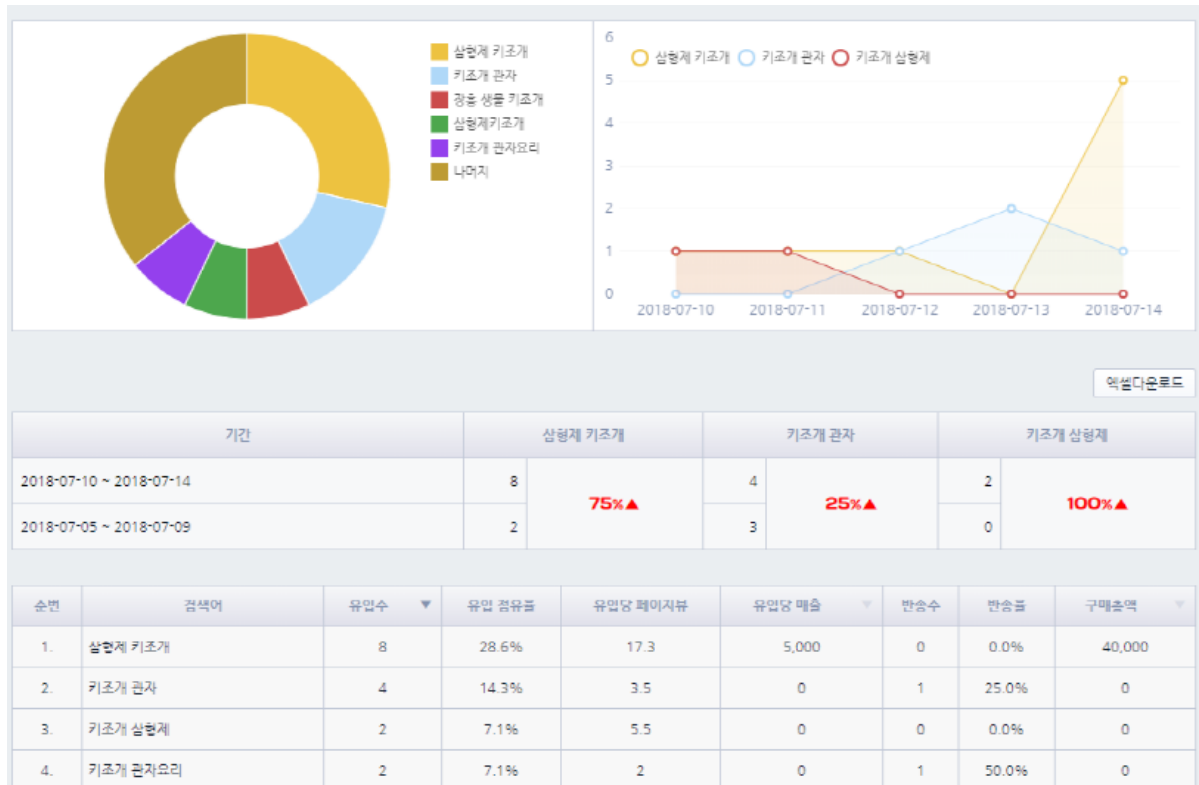 삼형제 키조개
키조개 관자
장흥 생물 키조개
삼형제키조개
키조개 관자요리
나머지
6
삼형제 키조개 키조개 관자 키조개 삼형제
5
4
3
2
1
0
2018-07-10 2018-07-11 2018-07-12 2018-07-13 2018-07-14
엑셀다운로드
기간 삼형제 키조개 키조개 관자 키조개 삼형제
2018-07-10 ~ 2018-07-14 8 4 2
75%▲ 25%▲ 100%▲
2018-07-05 ~ 2018-07-09 2 3 0
순번 검색어 유입수 ▼ 유입 점유율 유입당 페이지뷰 유입당 매출 ▼ 반송수 반송률 구매총액 ▼
1. 삼형제 키조개 8 28.6% 17.3 5,000 0 0.0% 40,000
2. 키조개 관자 4 14.3% 3.5 0 1 25.0% 0
3. 키조개 삼형제 2 7.1% 5.5 0 0 0.0% 0
4. 키조개 관자요리 2 7.1% 2 0 1 50.0% 0